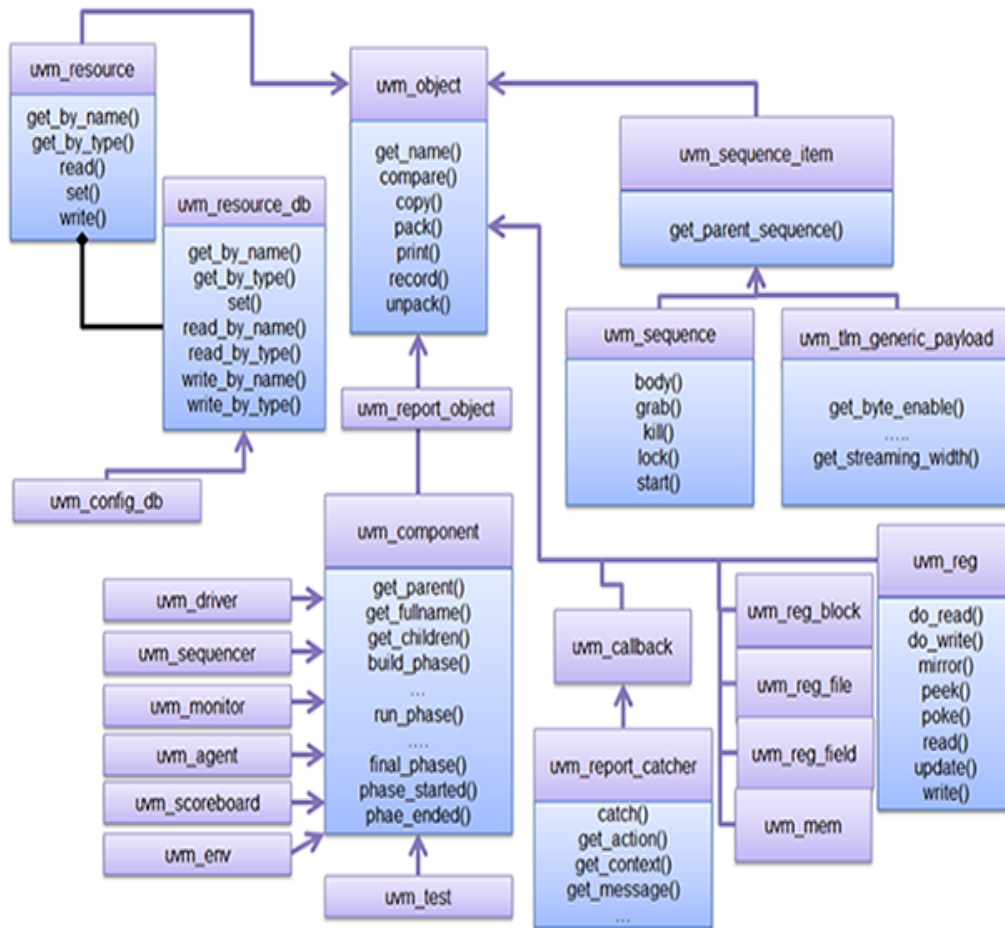 uvm_resource
get_by_name()
get_by_type()
read()
set()
write()
uvm_resource_db
get_by_name()
get_by_type()
set()
read_by_name()
read_by_type()
write_by_name()
write_by_type()
uvm_config_db
uvm_object
get_name()
compare()
copy()
pack()
print()
record()
unpack()
uvm_report_object
uvm_sequence_item
get_parent_sequence()
uvm_sequence
body()
grab()
kill()
lock()
start()
uvm_tlm_generic_payload
get_byte_enable()
.....
get_streaming_width()
uvm_component
get_parent()
get_fullname()
get_children()
build_phase()
...
run_phase()
....
final_phase()
phase_started()
phae_ended()
uvm_driver
uvm_sequencer
uvm_monitor
uvm_agent
uvm_scoreboard
uvm_env
uvm_test
uvm_callback
uvm_report_catcher
catch()
get_action()
get_context()
get_message()
...
uvm_reg_block
uvm_reg_file
uvm_reg_field
uvm_mem
uvm_reg
do_read()
do_write()
mirror()
peek()
poke()
read()
update()
write()